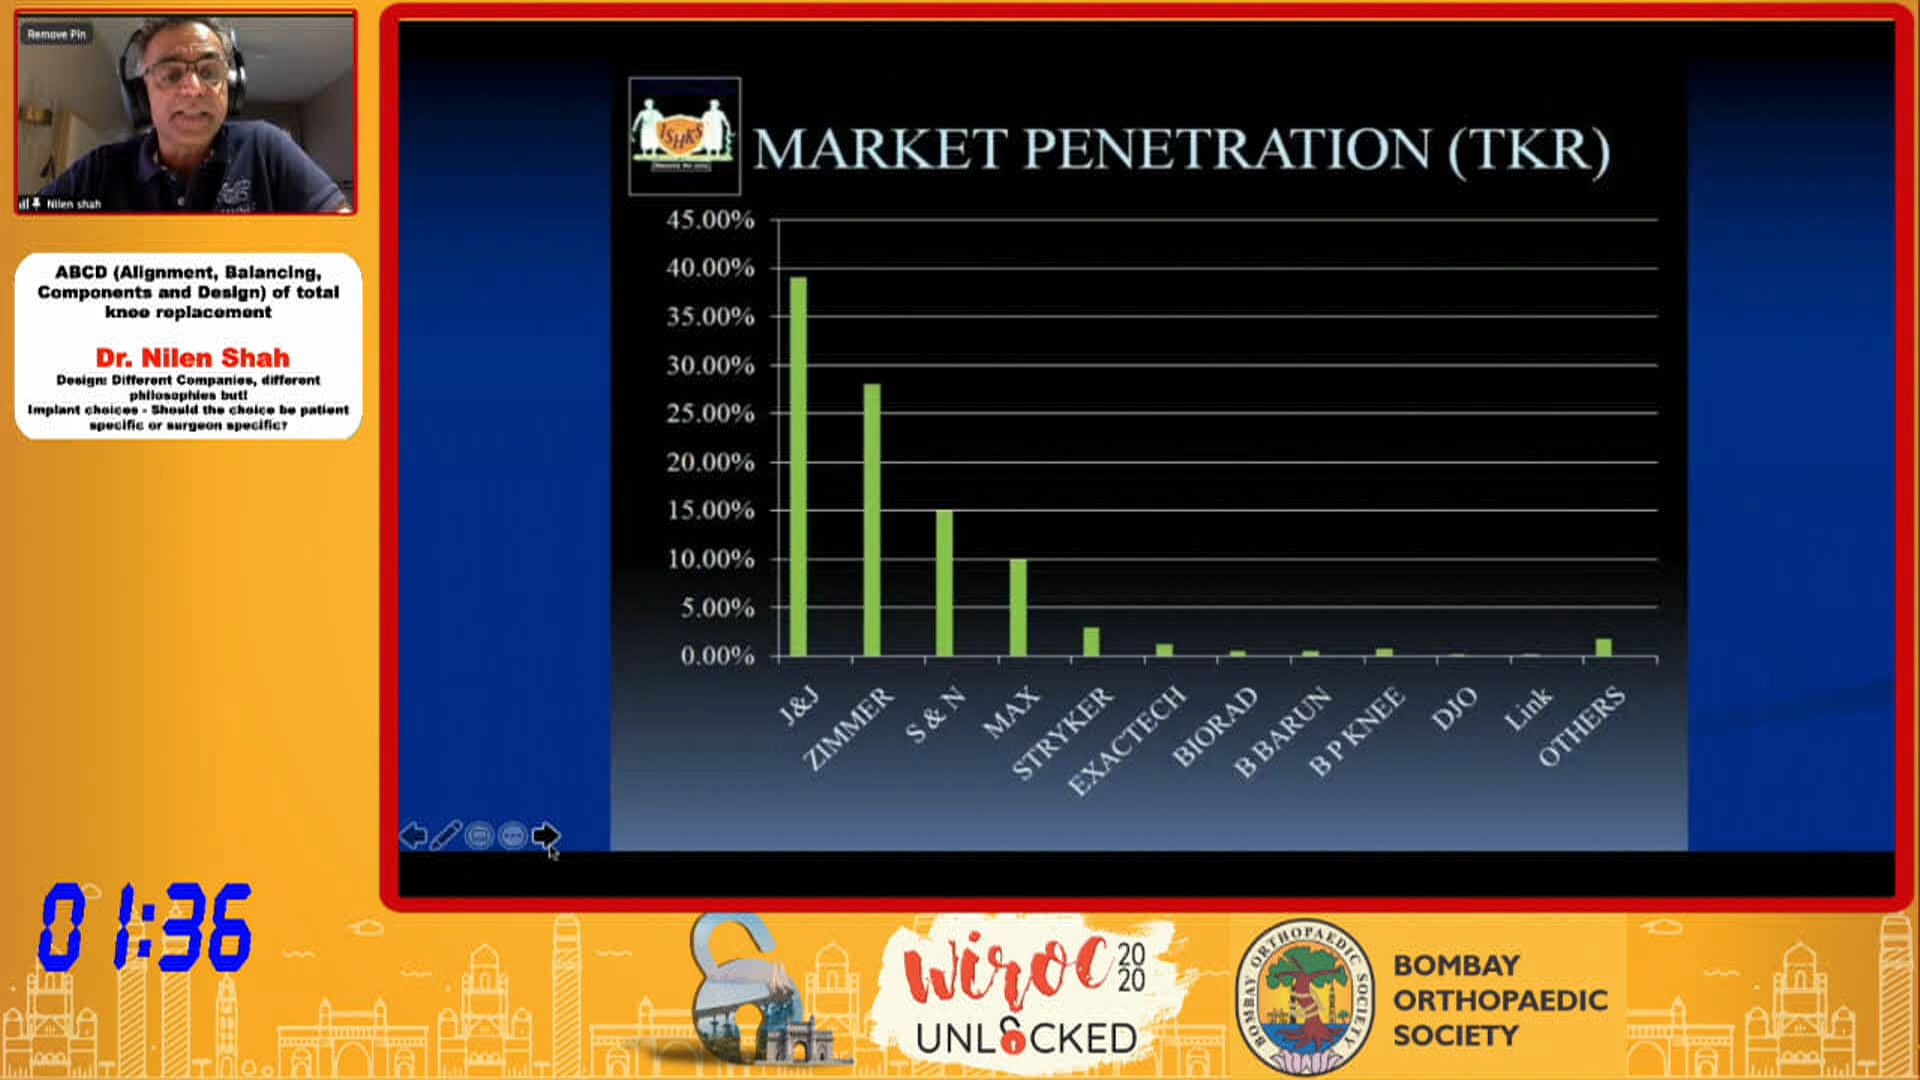 Remove Pin
Nilen shah
ABCD (Alignment, Balancing,
Components and Design) of total
knee replacement
Dr. Nilen Shah
Design: Different Companies, different
philosophies but!
Implant choices - Should the choice be patient
specific or surgeon specific?
ISHKS
MARKET PENETRATION (TKR)
45.00%
40.00%
35.00%
30.00%
25.00%
20.00%
15.00%
10.00%
5.00%
0.00%
J&J
ZIMMER
S & N
MAX
STRYKER
EXACTECH
BIORAD
B BARUN
B P KNEE
DJO
Link
OTHERS
01:36
wiroc 20
20
UNLOCKED
BOMBAY ORTHOPAEDIC SOCIETY
BOMBAY
ORTHOPAEDIC
SOCIETY